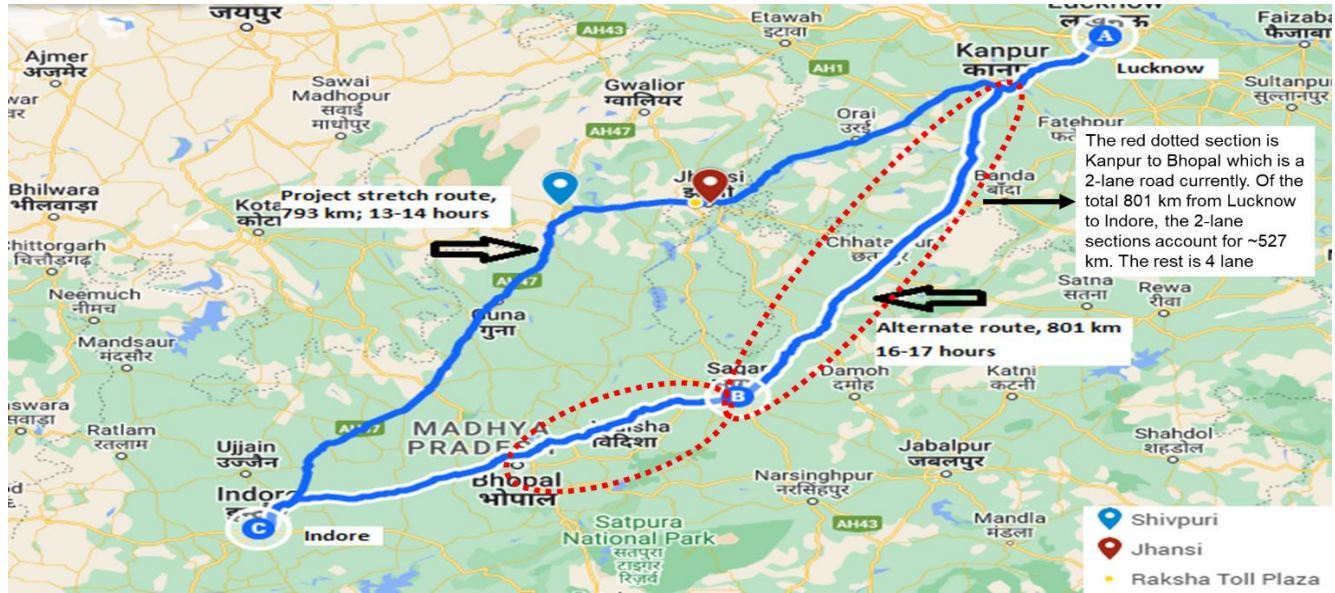 जयपुर
AH43
Etawah
इटावा
लखनऊ
A
Faizaba
फैजाबा
Ajmer
अजमेर
Kanpur
Lucknow
Sawai
Madhopur
सवाई
माधोपुर
AH1
Gwalior
ग्वालियर
Sultanpur
सुल्तानपुर
AH47
Orai
उरई
Fatehpur
The red dotted section is
Kanpur to Bhopal which is a
2-lane road currently. Of the
total 801 km from Lucknow
to Indore, the 2-lane
sections account for ~527
km. The rest is 4 lane
Bhilwara
भीलवाड़ा
Project stretch route,
793 km; 13-14 hours
Banda
बांदा
Chittorgarh
चित्तौड़गढ़
Neemuch
नीमच
Guna
गुना
Satna
सतना
Rewa
रीवा
Mandsaur
मंदसौर
Alternate route, 801 km
16-17 hours
Sagar
B
Damoh
दमोह
Katni
कटनी
Ratlam
रतलाम
MADHYA
PRADESH
विदिशा
Ujjain
उज्जैन
Jabalpur
जबलपुर
Shahdol
शहडोल
Bhopal
भोपाल
Narsinghpur
नरसिंहपुर
Indore
C
Indore
Satpura
National Park
सतपुरा
टाइगर
रिज़र्व
AH43
Mandla
मंडला
Shivpuri
Jhansi
Raksha Toll Plaza